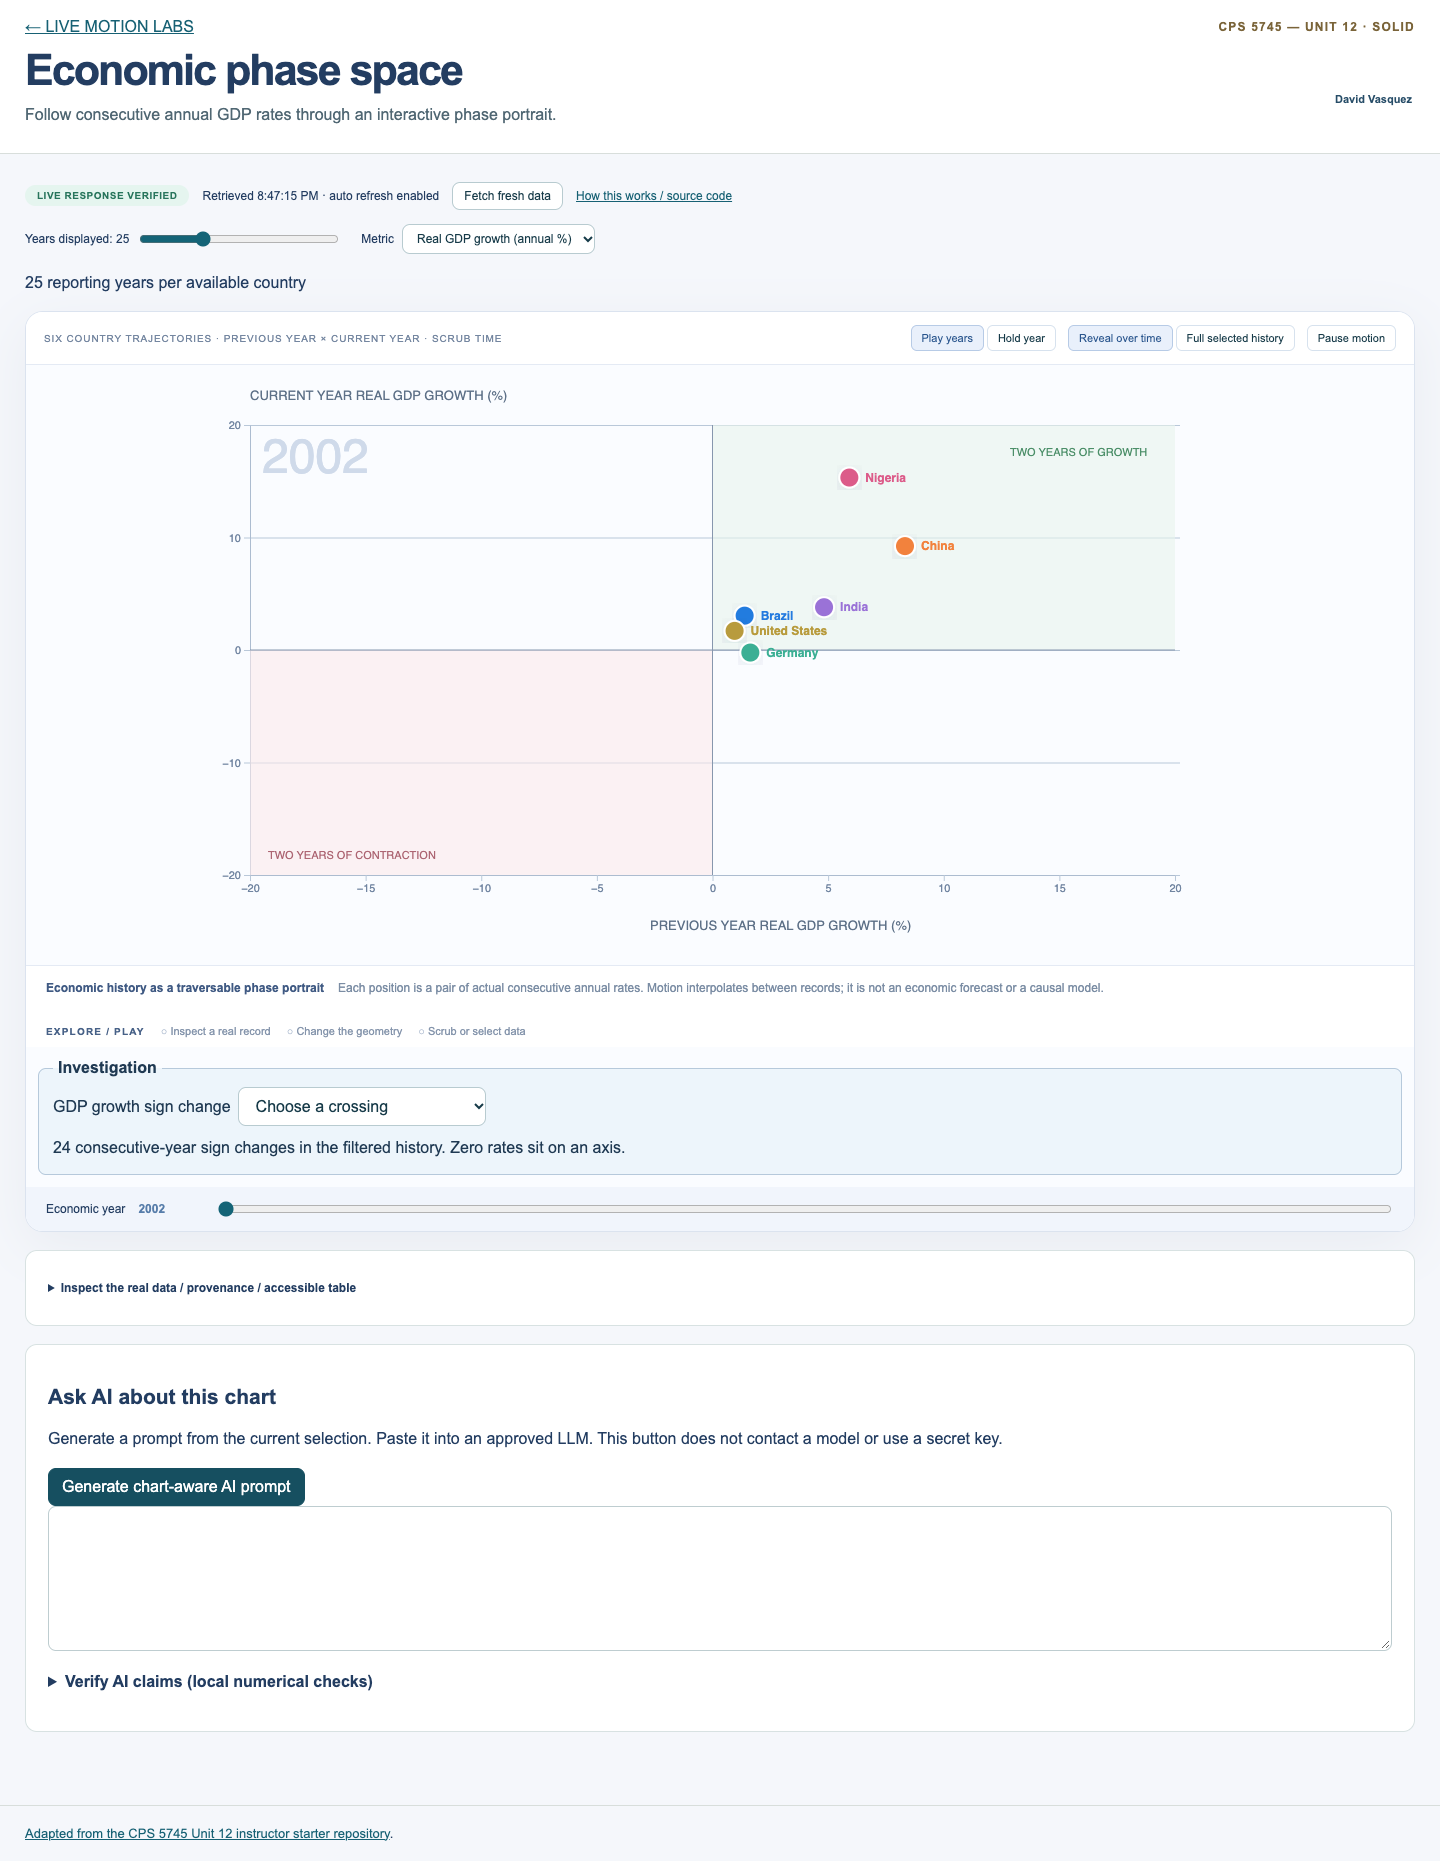 ← LIVE MOTION LABS
CPS 5745 — UNIT 12 · SOLID
Economic phase space
David Vasquez
Follow consecutive annual GDP rates through an interactive phase portrait.
LIVE RESPONSE VERIFIED
Retrieved 8:47:15 PM · auto refresh enabled
Fetch fresh data
How this works / source code
Years displayed: 25
Metric
Real GDP growth (annual %)
25 reporting years per available country
SIX COUNTRY TRAJECTORIES · PREVIOUS YEAR × CURRENT YEAR · SCRUB TIME
Play years
Hold year
Reveal over time
Full selected history
Pause motion
CURRENT YEAR REAL GDP GROWTH (%)
20
2002
TWO YEARS OF GROWTH
Nigeria
10
China
India
Brazil
United States
0
Germany
−10
TWO YEARS OF CONTRACTION
−20
−20
−15
−10
−5
0
5
10
15
20
PREVIOUS YEAR REAL GDP GROWTH (%)
Economic history as a traversable phase portrait
Each position is a pair of actual consecutive annual rates. Motion interpolates between records; it is not an economic forecast or a causal model.
EXPLORE / PLAY
○ Inspect a real record
○ Change the geometry
○ Scrub or select data
Investigation
GDP growth sign change
Choose a crossing
24 consecutive-year sign changes in the filtered history. Zero rates sit on an axis.
Economic year
2002
Inspect the real data / provenance / accessible table
Ask AI about this chart
Generate a prompt from the current selection. Paste it into an approved LLM. This button does not contact a model or use a secret key.
Generate chart-aware AI prompt
Verify AI claims (local numerical checks)
Adapted from the CPS 5745 Unit 12 instructor starter repository.